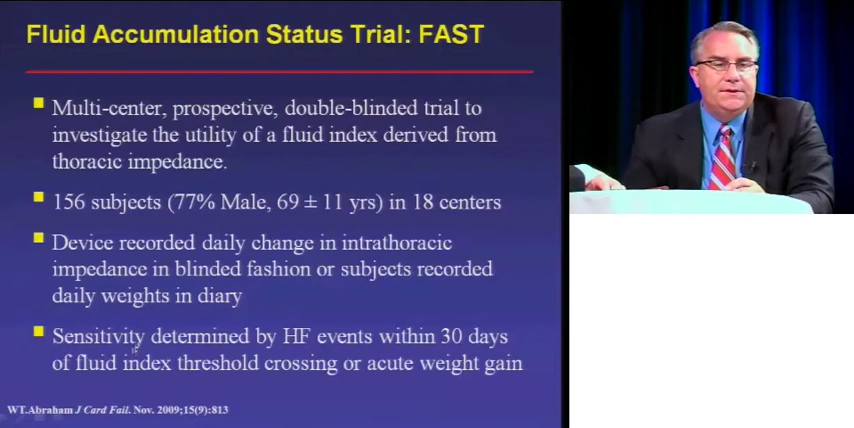 Fluid Accumulation Status Trial: FAST
Multi-center, prospective, double-blinded trial to
investigate the utility of a fluid index derived from
thoracic impedance.
156 subjects (77% Male, 69 ± 11 yrs) in 18 centers
Device recorded daily change in intrathoracic
impedance in blinded fashion or subjects recorded
daily weights in diary
Sensitivity determined by HF events within 30 days
of fluid index threshold crossing or acute weight gain
WT.Abraham J Card Fail. Nov. 2009;15(9):813